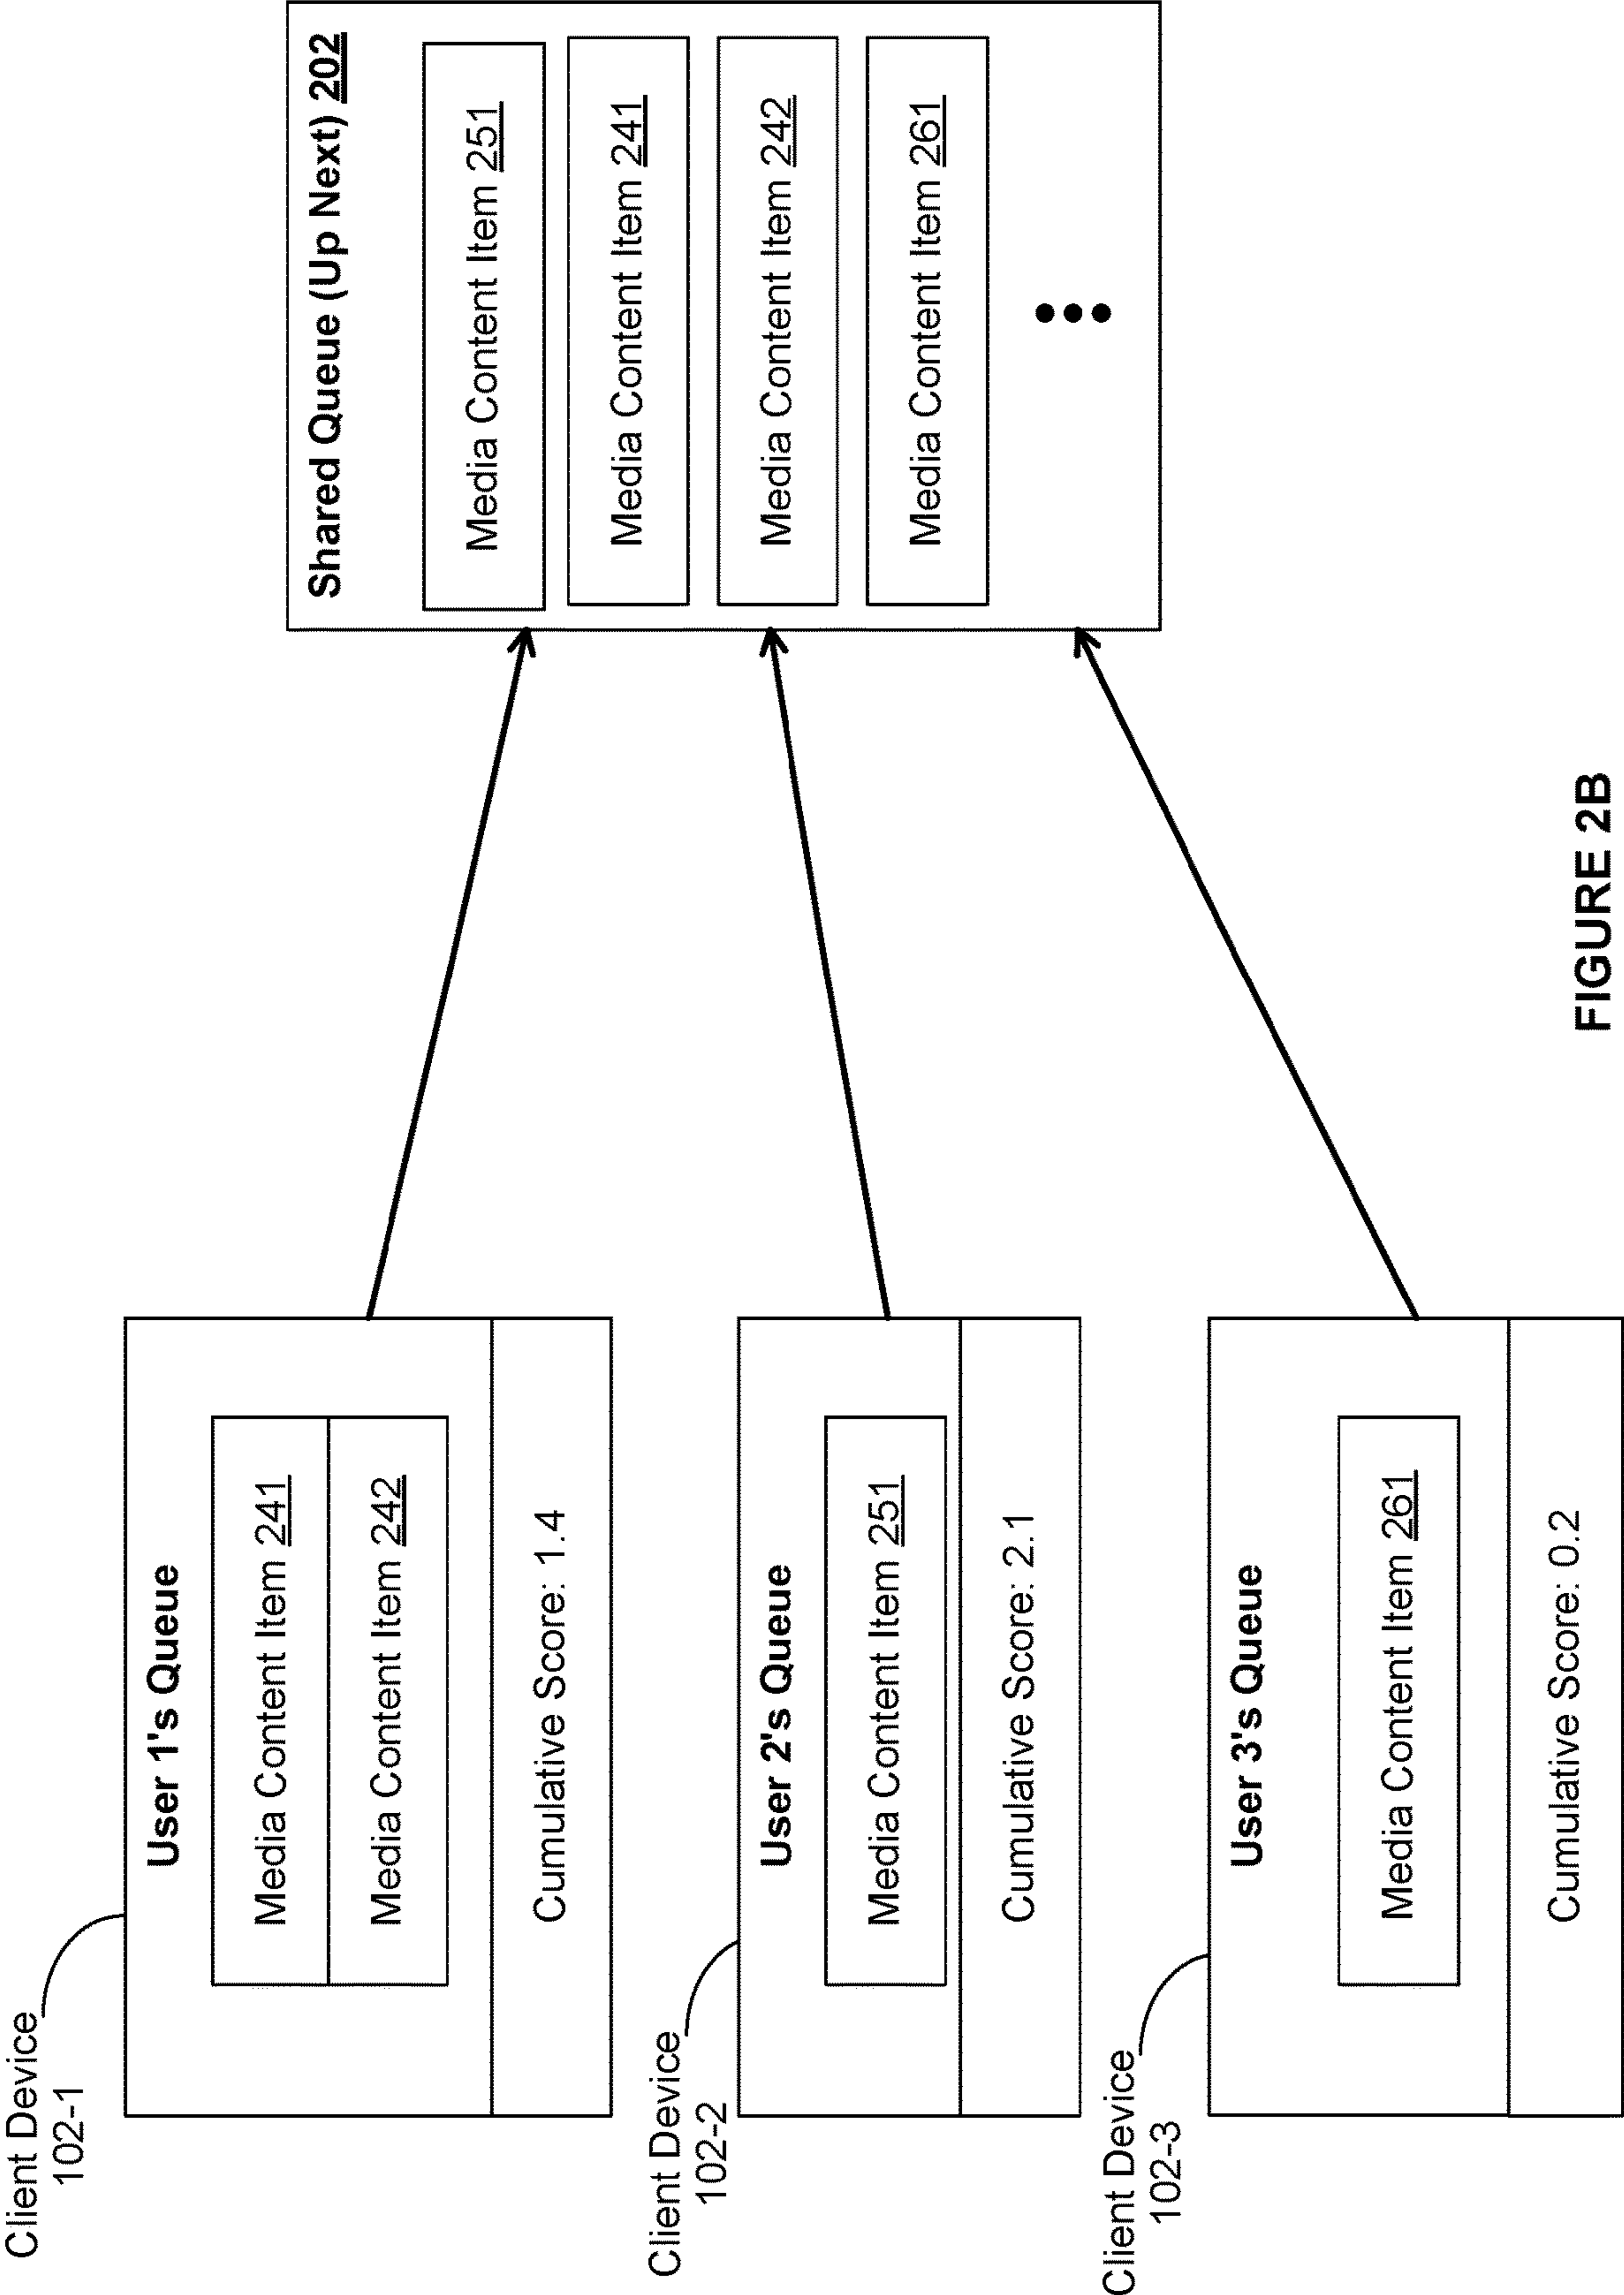 Client Device
102-1
User 1's Queue
Media Content Item 241
Media Content Item 242
Cumulative Score: 1.4
Client Device
102-2
User 2's Queue
Media Content Item 251
Cumulative Score: 2.1
Client Device
102-3
User 3's Queue
Media Content Item 261
Cumulative Score: 0.2
Shared Queue (Up Next) 202
Media Content Item 251
Media Content Item 241
Media Content Item 242
Media Content Item 261
FIGURE 2B